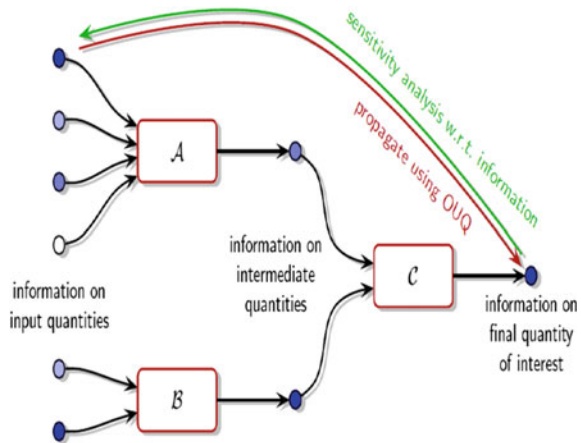 sensitivity analysis w.r.t. information
propagate using OUQ
A
information on
intermediate
quantities
C
information on
input quantities
information on
final quantity
of interest
B